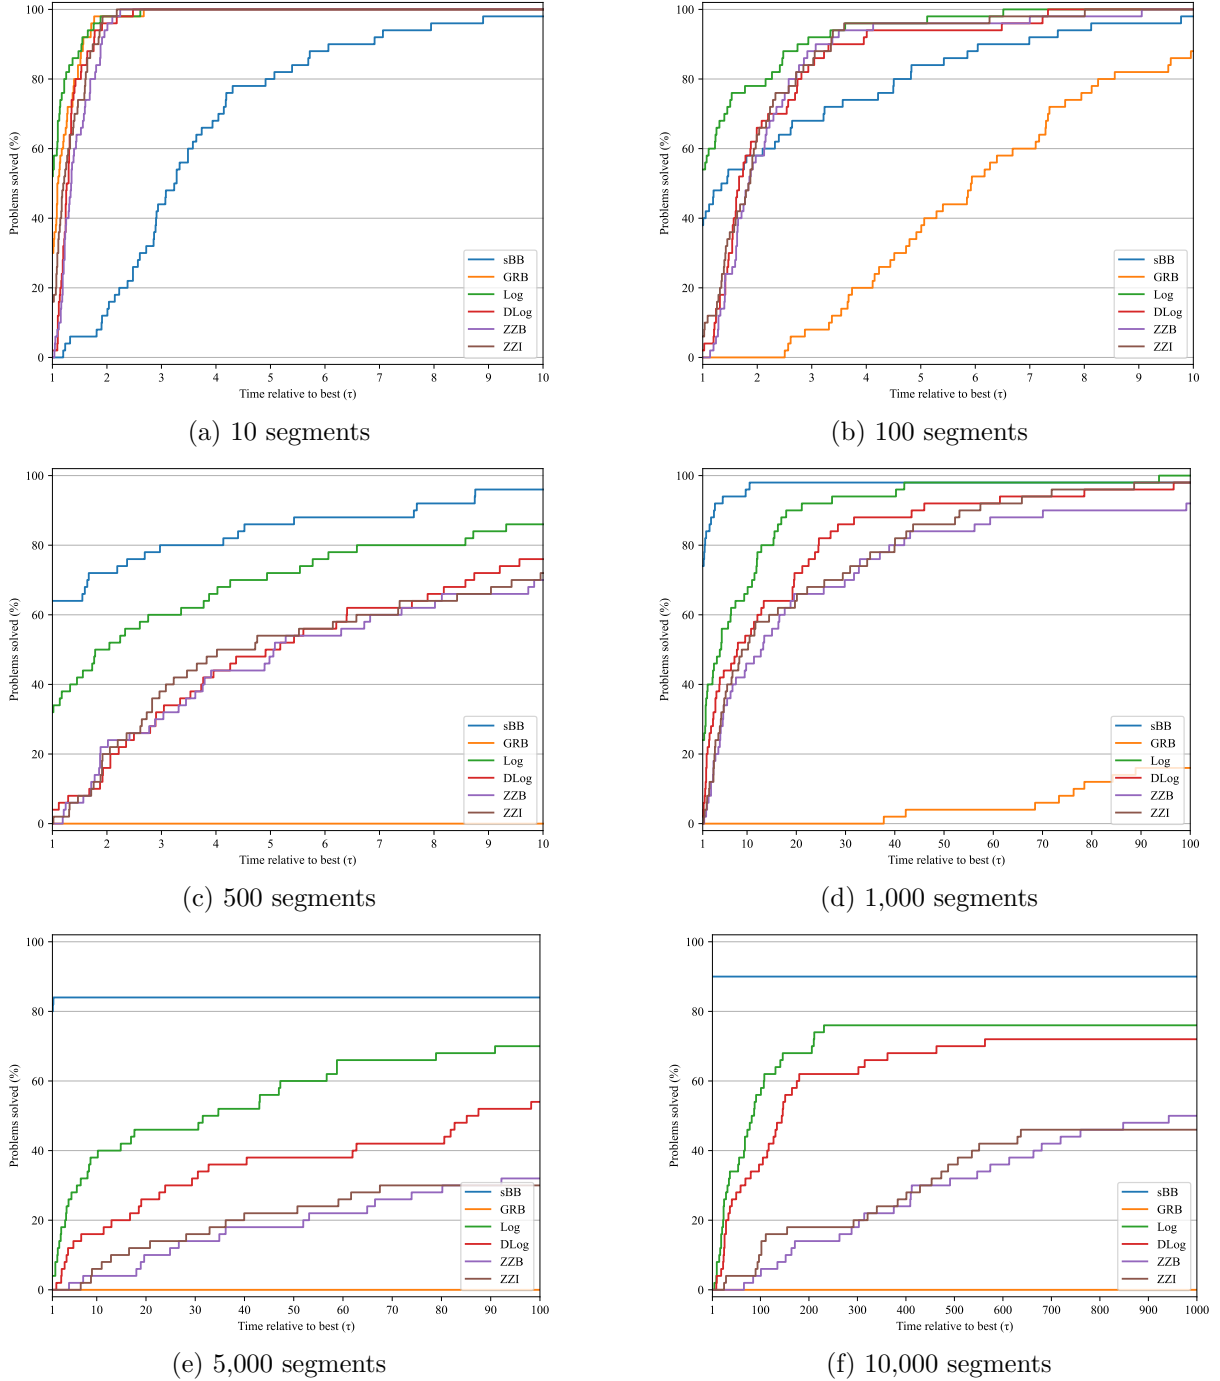 100
80
60
40
20
0
Problems solved (%)
1 2 3 4 5 6 7 8 9 10
Time relative to best (τ)
sBB
GRB
Log
DLog
ZZB
ZZI
(a) 10 segments
100
80
60
40
20
0
Problems solved (%)
1 2 3 4 5 6 7 8 9 10
Time relative to best (τ)
sBB
GRB
Log
DLog
ZZB
ZZI
(b) 100 segments
100
80
60
40
20
0
Problems solved (%)
1 2 3 4 5 6 7 8 9 10
Time relative to best (τ)
sBB
GRB
Log
DLog
ZZB
ZZI
(c) 500 segments
100
80
60
40
20
0
Problems solved (%)
1 10 20 30 40 50 60 70 80 90 100
Time relative to best (τ)
sBB
GRB
Log
DLog
ZZB
ZZI
(d) 1,000 segments
100
80
60
40
20
0
Problems solved (%)
1 10 20 30 40 50 60 70 80 90 100
Time relative to best (τ)
sBB
GRB
Log
DLog
ZZB
ZZI
(e) 5,000 segments
100
80
60
40
20
0
Problems solved (%)
1 100 200 300 400 500 600 700 800 900 1000
Time relative to best (τ)
sBB
GRB
Log
DLog
ZZB
ZZI
(f) 10,000 segments